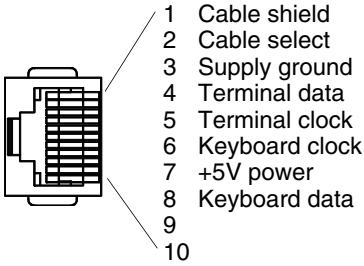 1 Cable shield
2 Cable select
3 Supply ground
4 Terminal data
5 Terminal clock
6 Keyboard clock
7 +5V power
8 Keyboard data
9
10